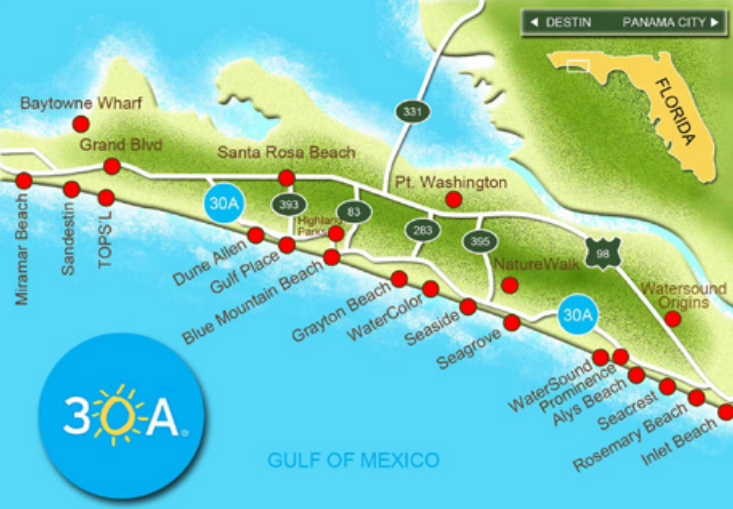 ◄ DESTIN PANAMA CITY ►
FLORIDA
331
Baytowne Wharf
Grand Blvd
Santa Rosa Beach
Pt. Washington
30A
393
83
283
395
98
Highland
Parks
NatureWalk
Watersound
Origins
30A
Miramar Beach
Sandestin
TOPS'L
Dune Allen
Gulf Place
Blue Mountain Beach
Grayton Beach
WaterColor
Seaside
Seagrove
WaterSound
Prominence
Alys Beach
Seacrest
Rosemary Beach
Inlet Beach
30A®
GULF OF MEXICO